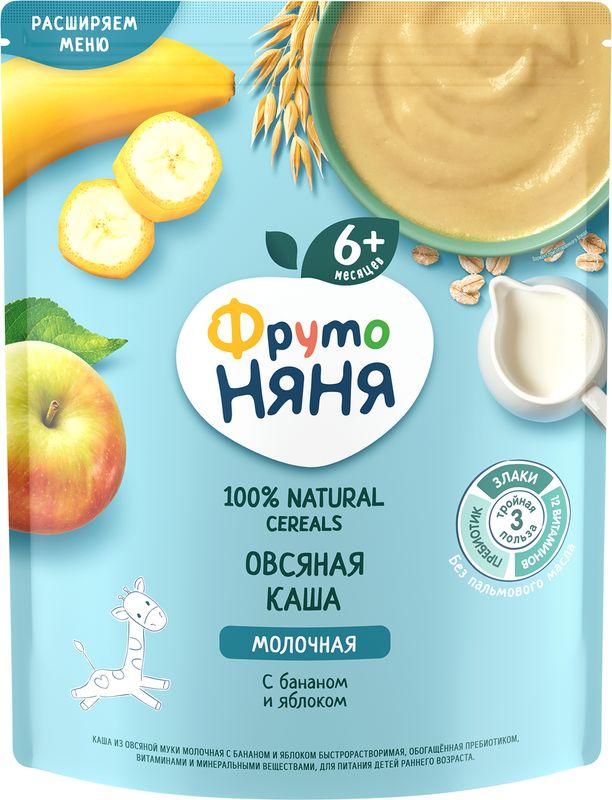 РАСШИРЯЕМ
МЕНЮ
6+
МЕСЯЦЕВ
Фруто
НЯНЯ
100% NATURAL
CEREALS
ОВСЯНАЯ
КАША
МОЛОЧНАЯ
С бананом
и яблоком
ЗЛАКИ
12 ВИТАМИНОВ
ПРЕБИОТИК
тройная
3
польза
Без пальмового масла
КАША ИЗ ОВСЯНОЙ МУКИ МОЛОЧНАЯ С БАНАНОМ И ЯБЛОКОМ БЫСТРОРАСТВОРИМАЯ, ОБОГАЩЁННАЯ ПРЕБИОТИКОМ,
ВИТАМИНАМИ И МИНЕРАЛЬНЫМИ ВЕЩЕСТВАМИ, ДЛЯ ПИТАНИЯ ДЕТЕЙ РАННЕГО ВОЗРАСТА.